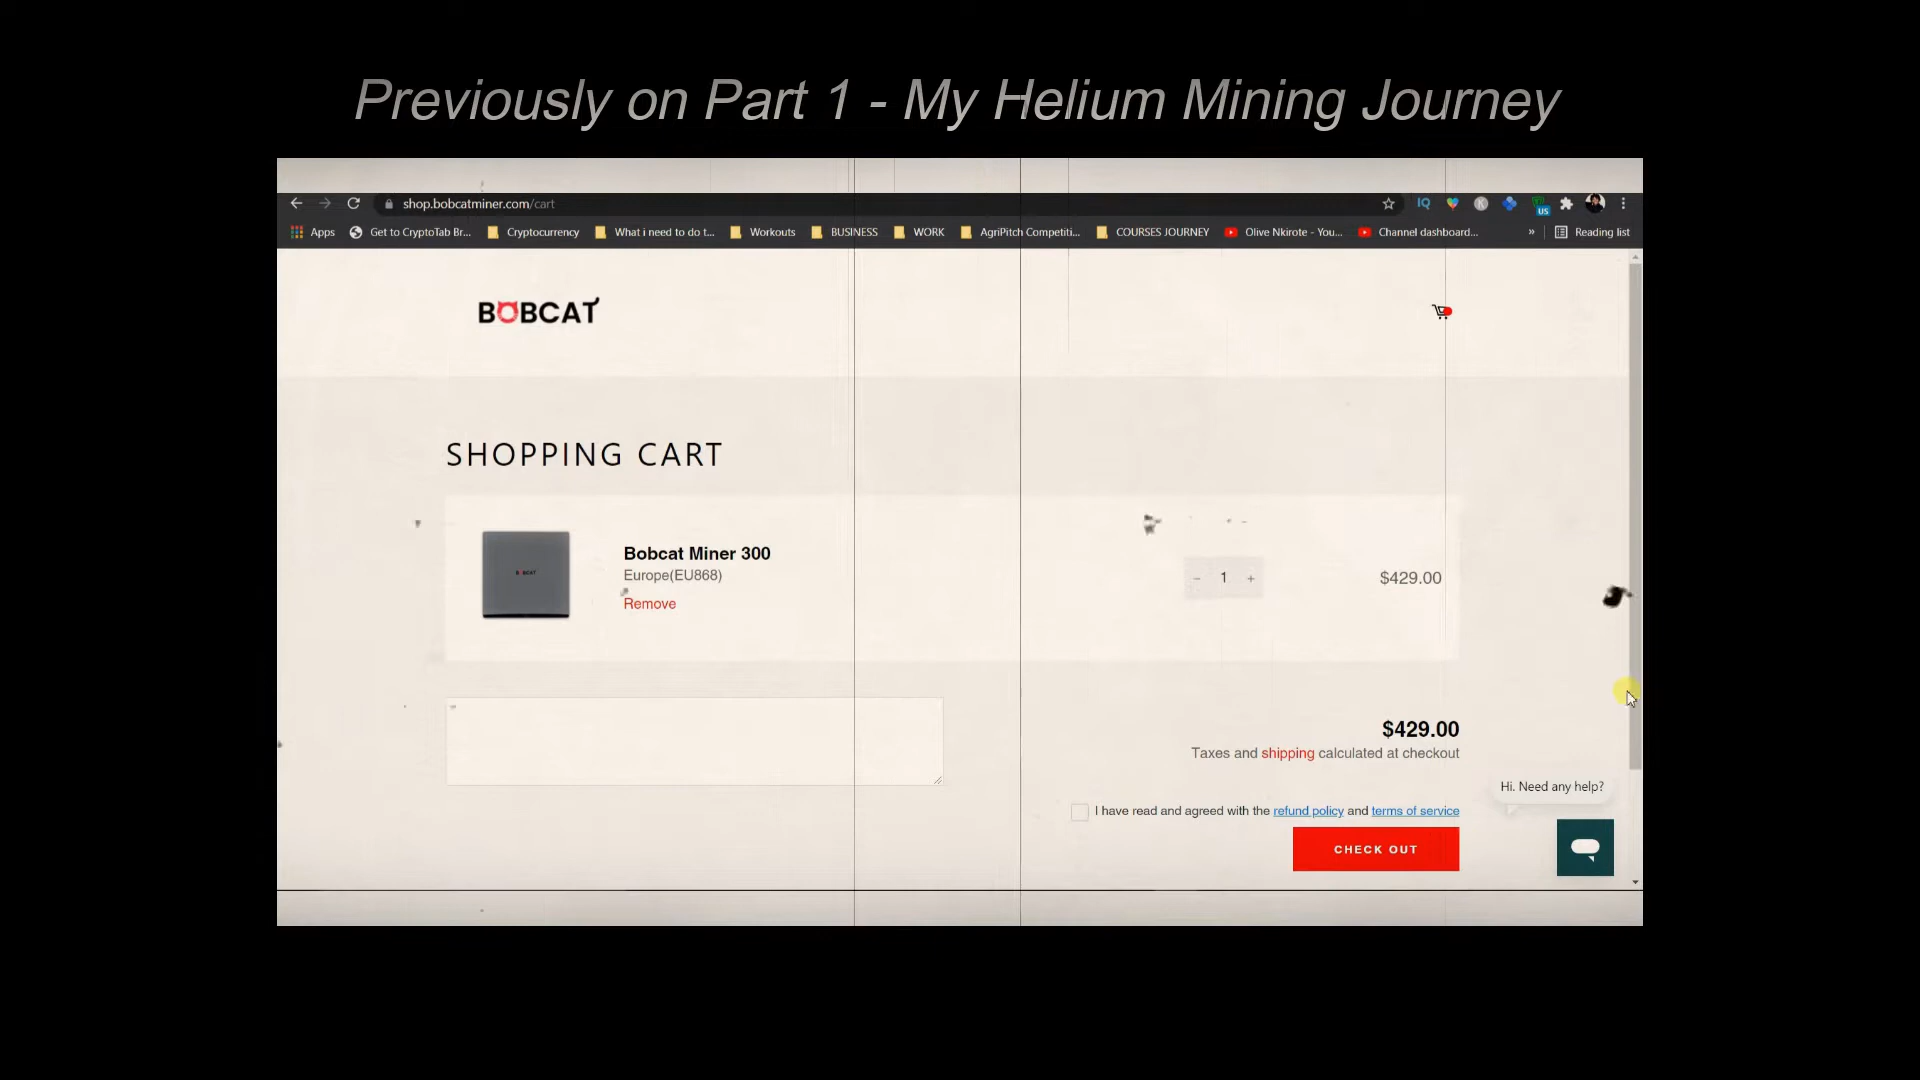 Previously on Part 1 - My Helium Mining Journey
shop.bobcatminer.com/cart
IQ
K
US
Apps
Get to CryptoTab Br...
Cryptocurrency
What i need to do t...
Workouts
BUSINESS
WORK
AgriPitch Competiti...
COURSES JOURNEY
Olive Nkirote - You...
Channel dashboard...
»
Reading list
BOBCAT
SHOPPING CART
BOBCAT
Bobcat Miner 300
Europe(EU868)
Remove
− 1 +
$429.00
$429.00
Taxes and shipping calculated at checkout
Hi. Need any help?
I have read and agreed with the refund policy and terms of service
CHECK OUT